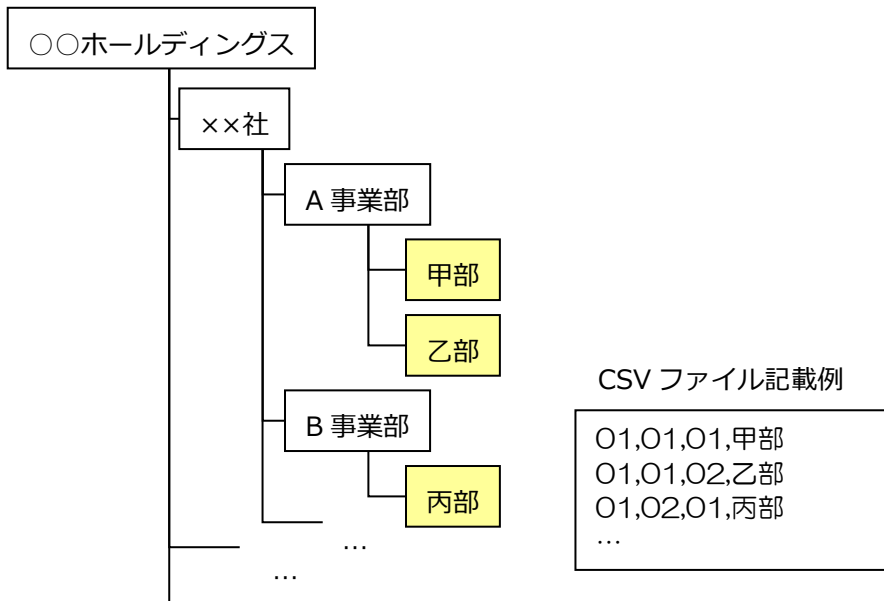 ○○ホールディングス
××社
A 事業部
甲部
乙部
B 事業部
丙部
…
…
CSV ファイル記載例
01,01,01,甲部
01,01,02,乙部
01,02,01,丙部
…